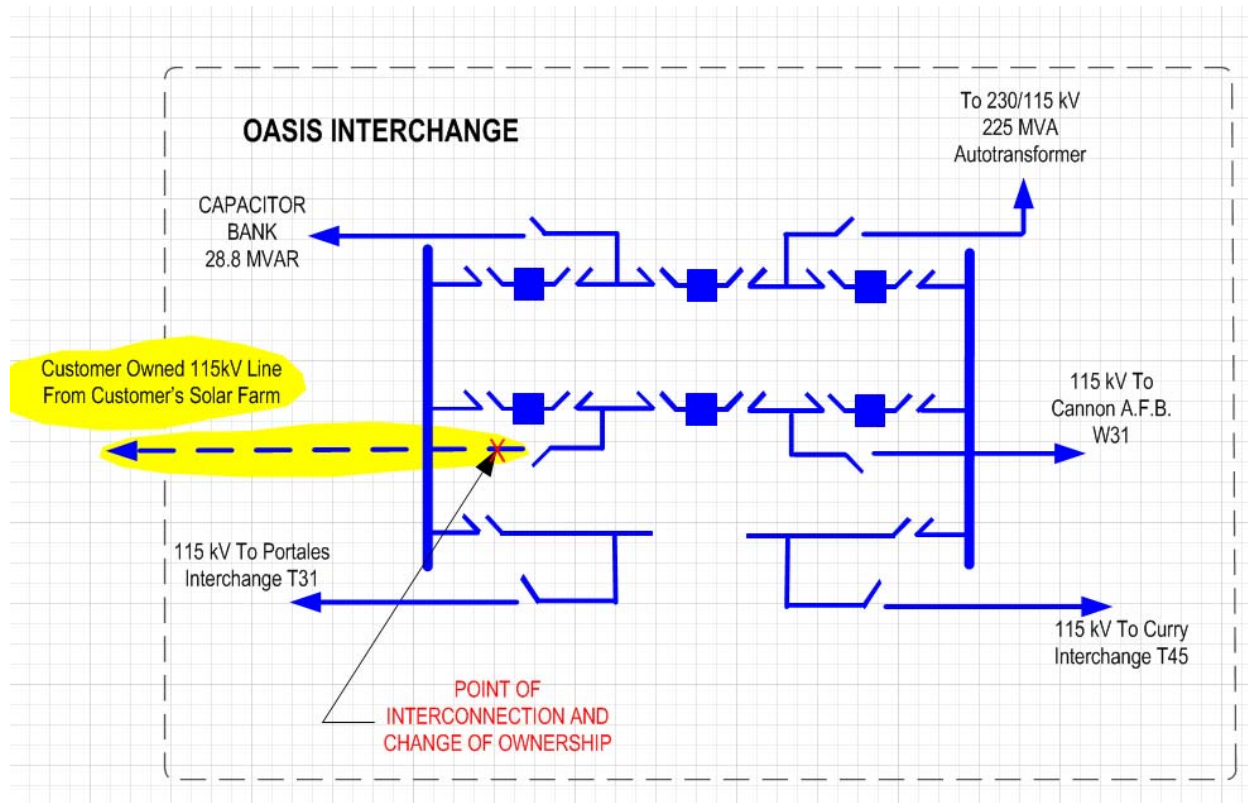 OASIS INTERCHANGE
To 230/115 kV
225 MVA
Autotransformer
CAPACITOR
BANK
28.8 MVAR
Customer Owned 115kV Line
From Customer's Solar Farm
115 kV To
Cannon A.F.B.
W31
X
115 kV To Portales
Interchange T31
115 kV To Curry
Interchange T45
POINT OF
INTERCONNECTION AND
CHANGE OF OWNERSHIP